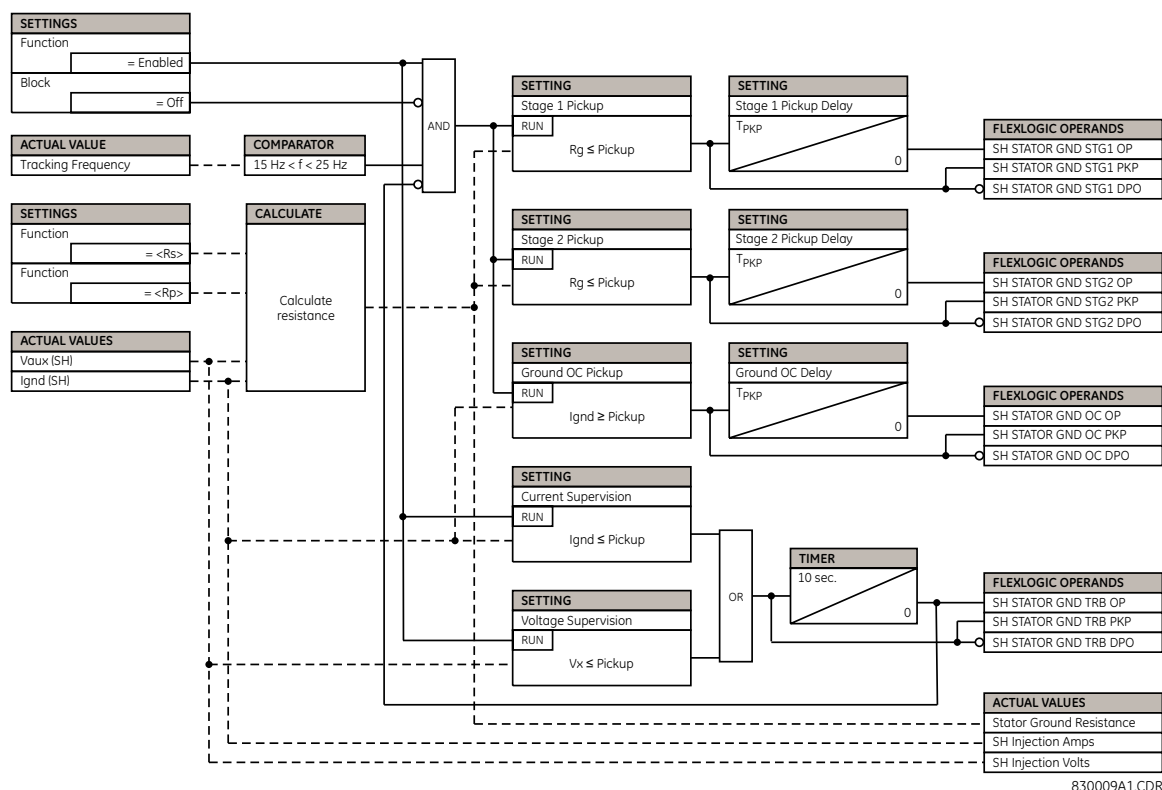 SETTINGS
Function
= Enabled
Block
= Off
ACTUAL VALUE
Tracking Frequency
COMPARATOR
15 Hz < f < 25 Hz
AND
SETTINGS
Function
= <Rs>
Function
= <Rp>
CALCULATE
Calculate
resistance
ACTUAL VALUES
Vaux (SH)
Ignd (SH)
SETTING
Stage 1 Pickup
RUN
Rg ≤ Pickup
SETTING
Stage 1 Pickup Delay
TPKP
0
FLEXLOGIC OPERANDS
SH STATOR GND STG1 OP
SH STATOR GND STG1 PKP
SH STATOR GND STG1 DPO
SETTING
Stage 2 Pickup
RUN
Rg ≤ Pickup
SETTING
Stage 2 Pickup Delay
TPKP
0
FLEXLOGIC OPERANDS
SH STATOR GND STG2 OP
SH STATOR GND STG2 PKP
SH STATOR GND STG2 DPO
SETTING
Ground OC Pickup
RUN
Ignd ≥ Pickup
SETTING
Ground OC Delay
TPKP
0
FLEXLOGIC OPERANDS
SH STATOR GND OC OP
SH STATOR GND OC PKP
SH STATOR GND OC DPO
SETTING
Current Supervision
RUN
Ignd ≤ Pickup
SETTING
Voltage Supervision
RUN
Vx ≤ Pickup
OR
TIMER
10 sec.
0
FLEXLOGIC OPERANDS
SH STATOR GND TRB OP
SH STATOR GND TRB PKP
SH STATOR GND TRB DPO
ACTUAL VALUES
Stator Ground Resistance
SH Injection Amps
SH Injection Volts
830009A1.CDR